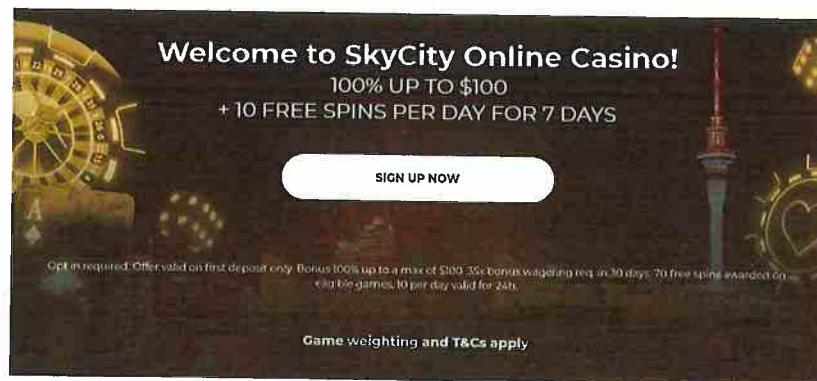 Welcome to SkyCity Online Casino!
100% UP TO $100
+ 10 FREE SPINS PER DAY FOR 7 DAYS
SIGN UP NOW
A
Opt in required. Offer valid on first deposit only. Bonus 100% up to a max of $100. 35x bonus wagering req. in 30 days. 70 free spins awarded on
eligible games, 10 per day valid for 24h.
Game weighting and T&Cs apply